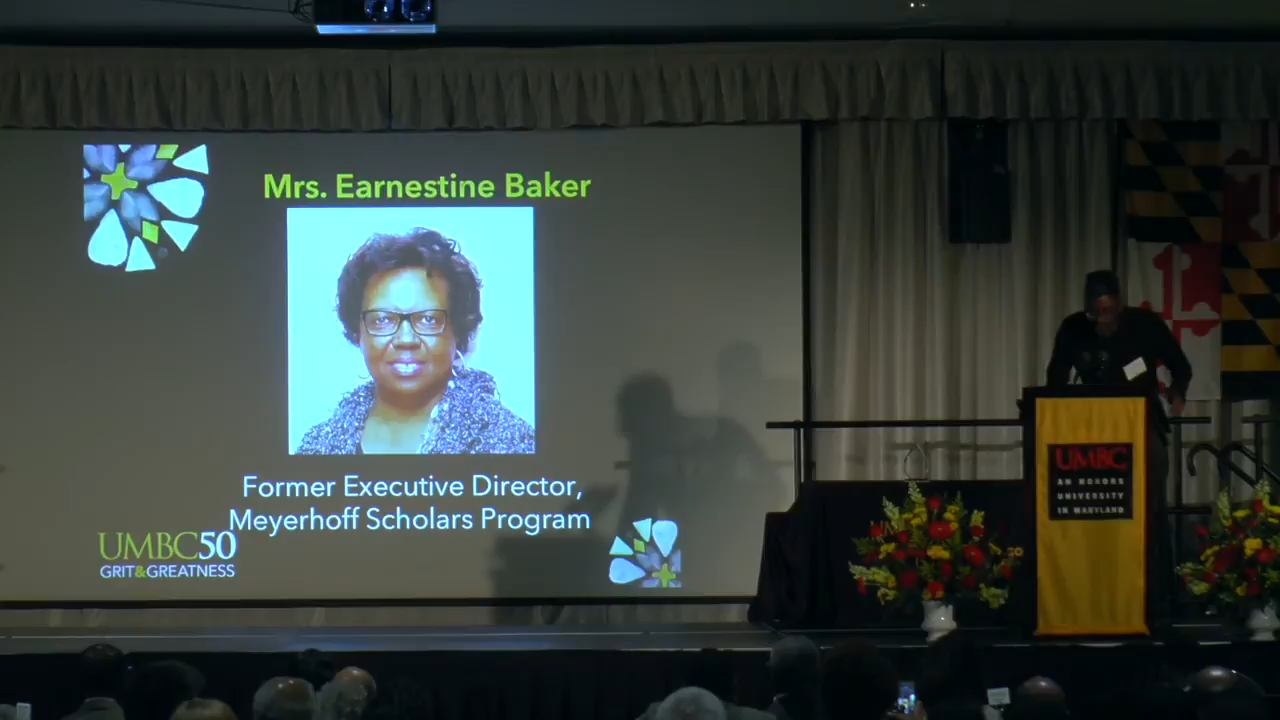 Mrs. Earnestine Baker
Former Executive Director,
Meyerhoff Scholars Program
UMBC50
GRIT&GREATNESS
UMBC
AN HONORS
UNIVERSITY
IN MARYLAND